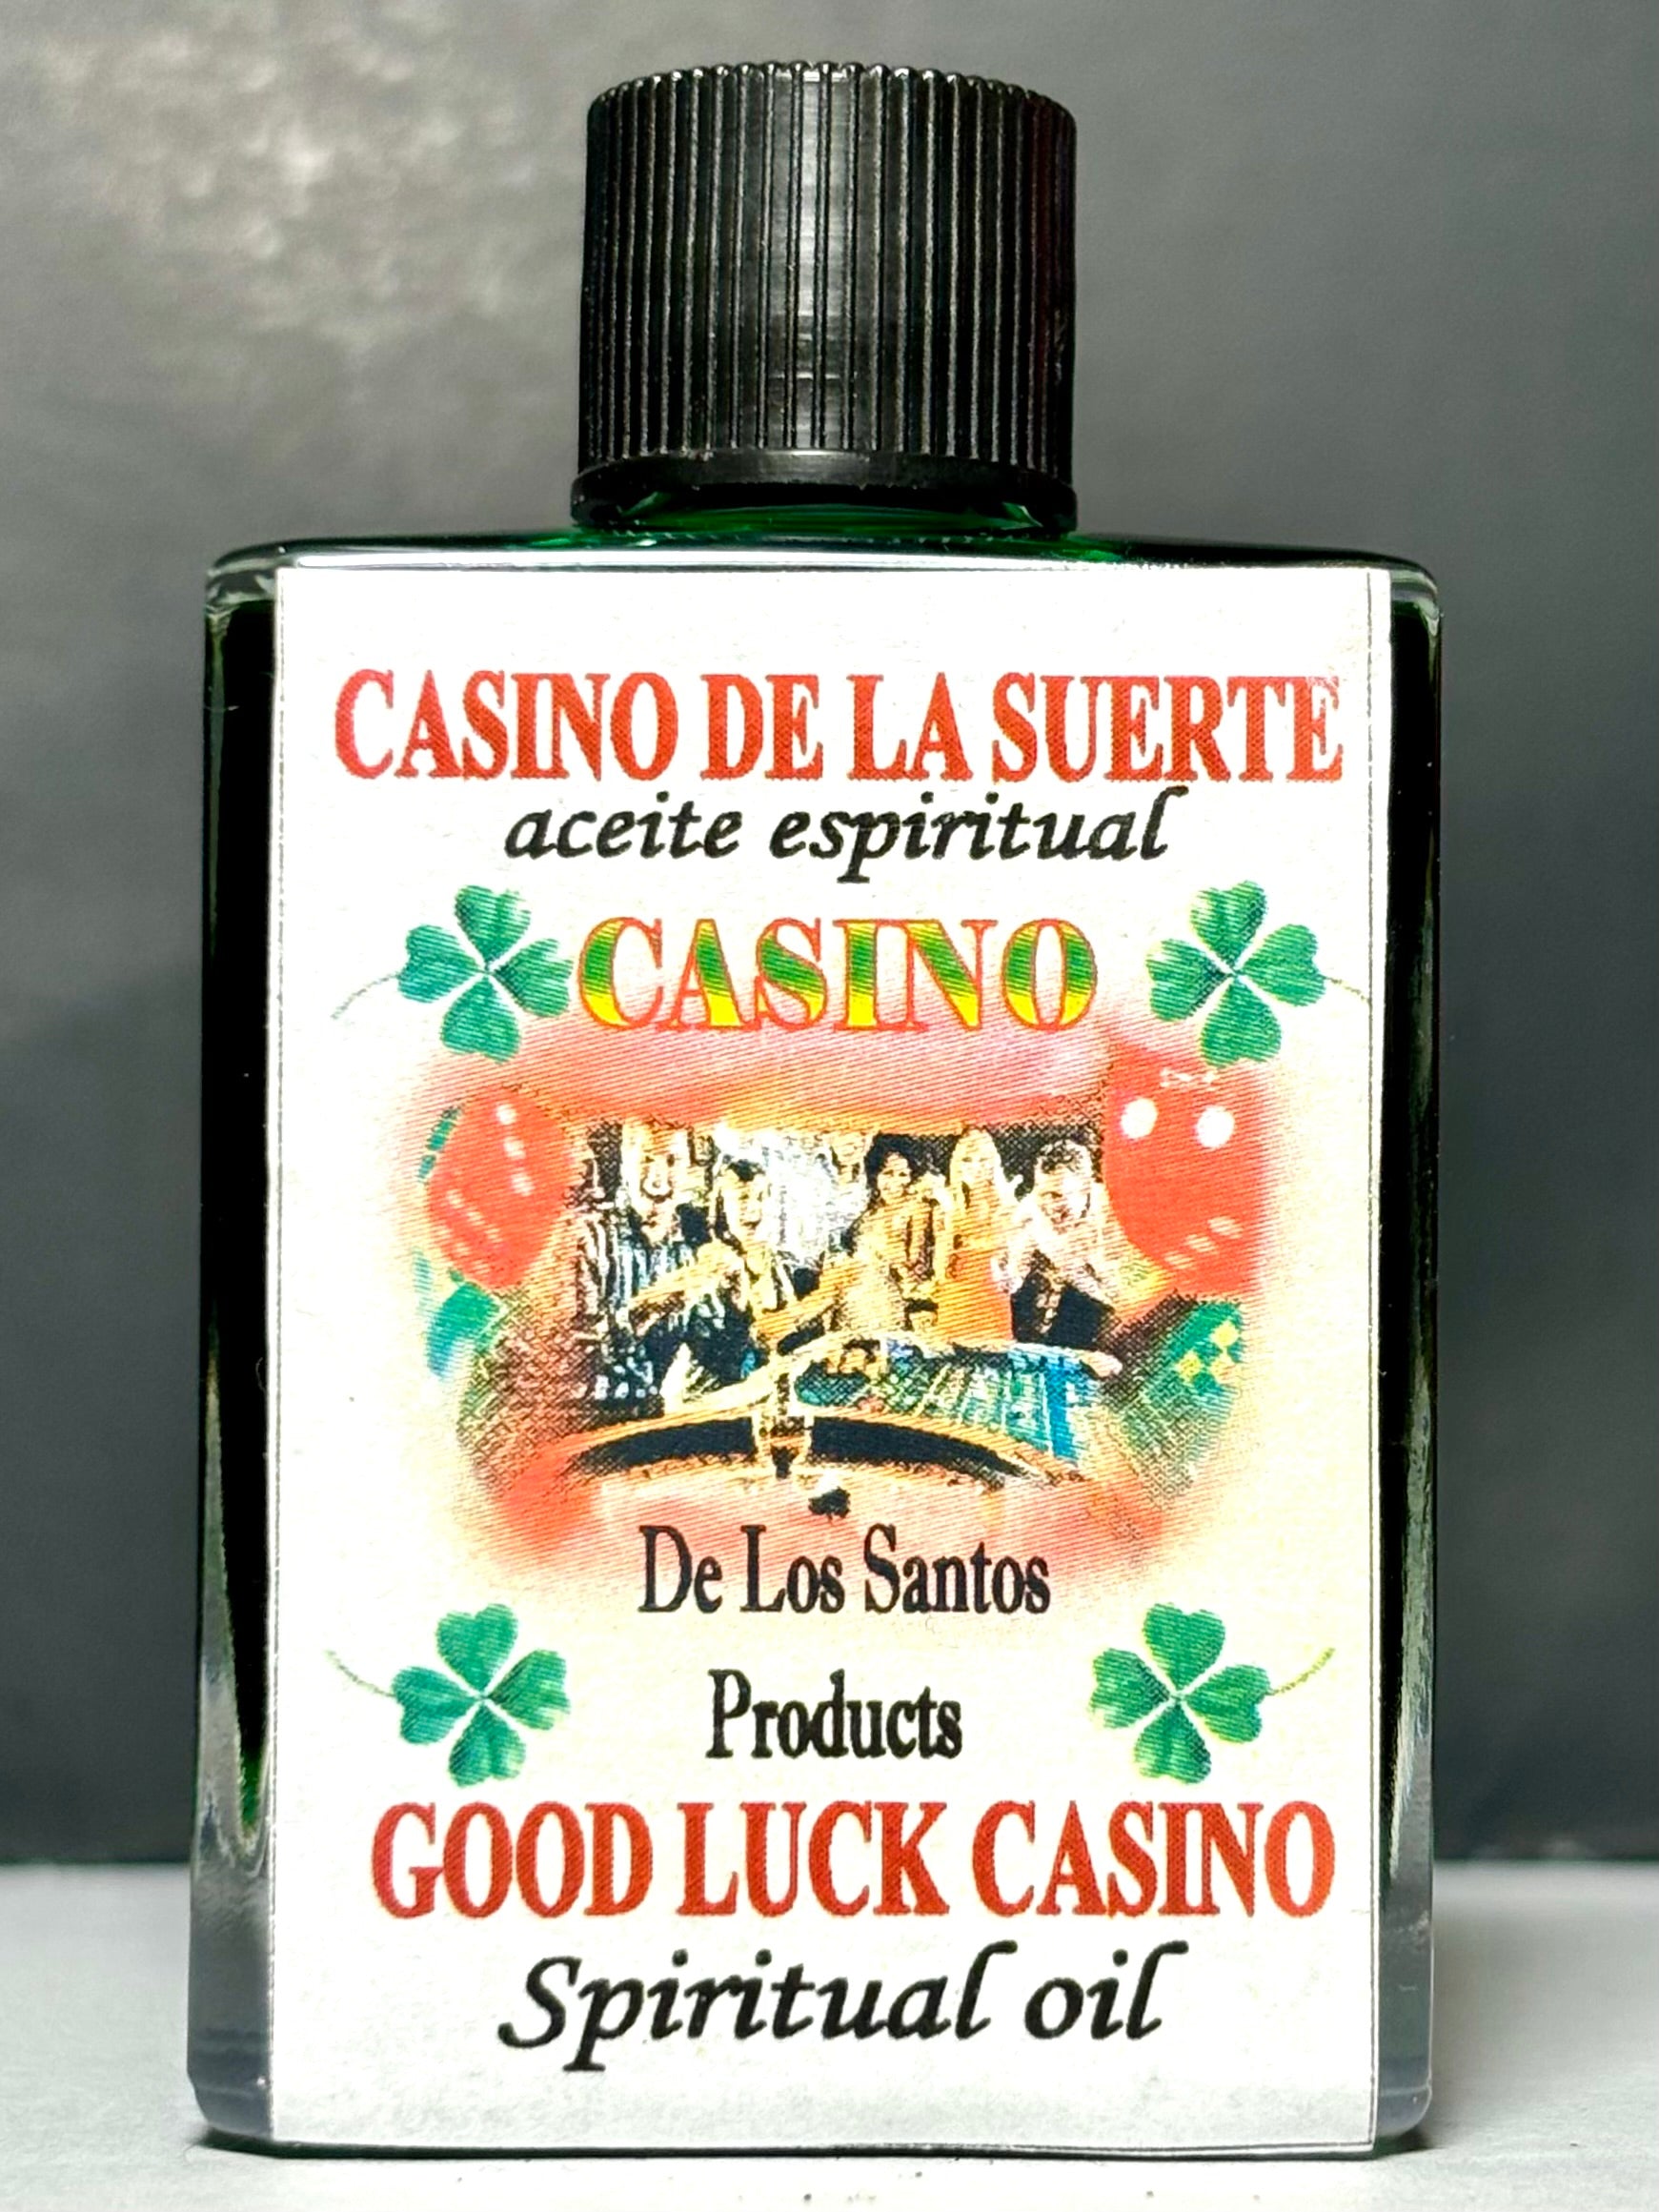 CASINO DE LA SUERTE
aceite espiritual
CASINO
De Los Santos
Products
GOOD LUCK CASINO
Spiritual oil